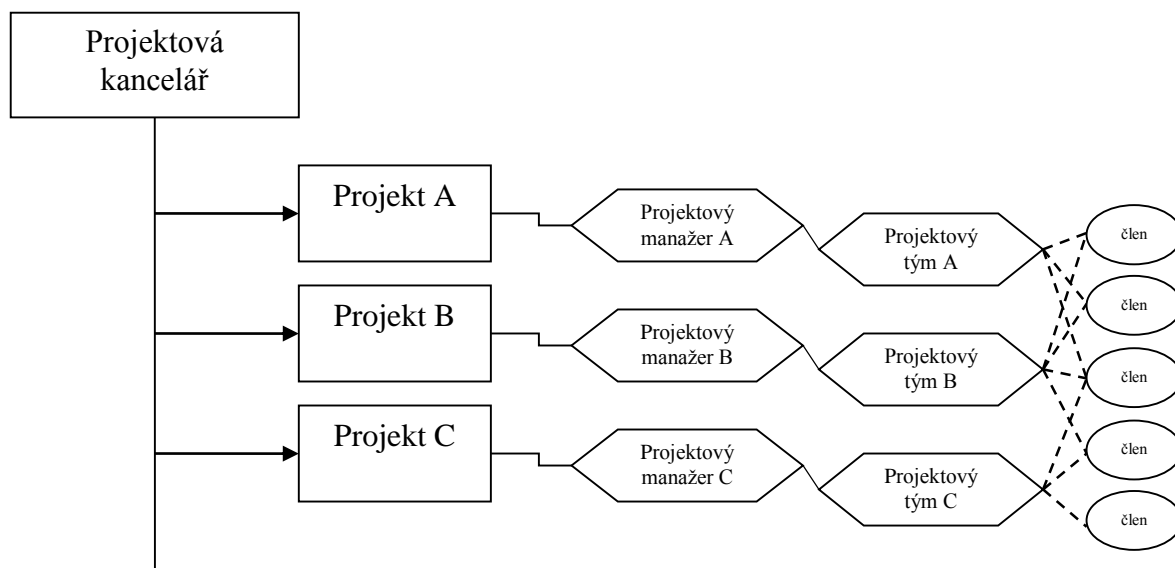 Projektová
kancelář
Projekt A
Projektový
manažer A
Projektový
tým A
člen
člen
Projekt B
Projektový
manažer B
Projektový
tým B
člen
Projekt C
Projektový
manažer C
Projektový
tým C
člen
člen